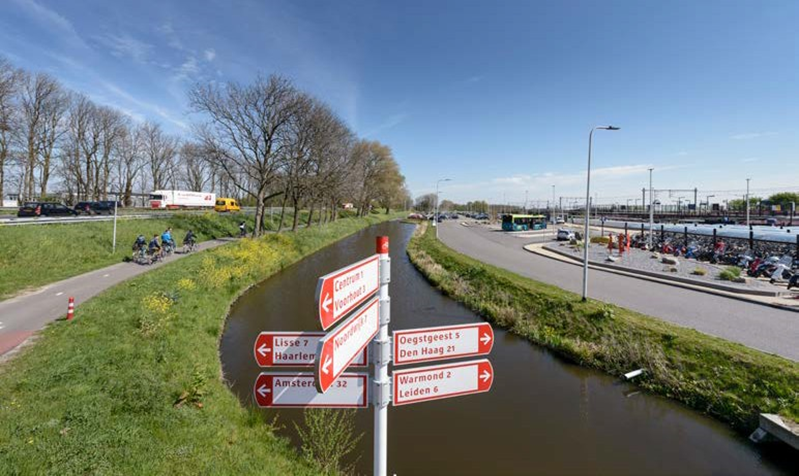 Centrum 1
Voorhout 3
Noordwijk 7
Lisse 7
Haarlem
Amsterdam 32
Oegstgeest 5
Den Haag 21
Warmond 2
Leiden 6